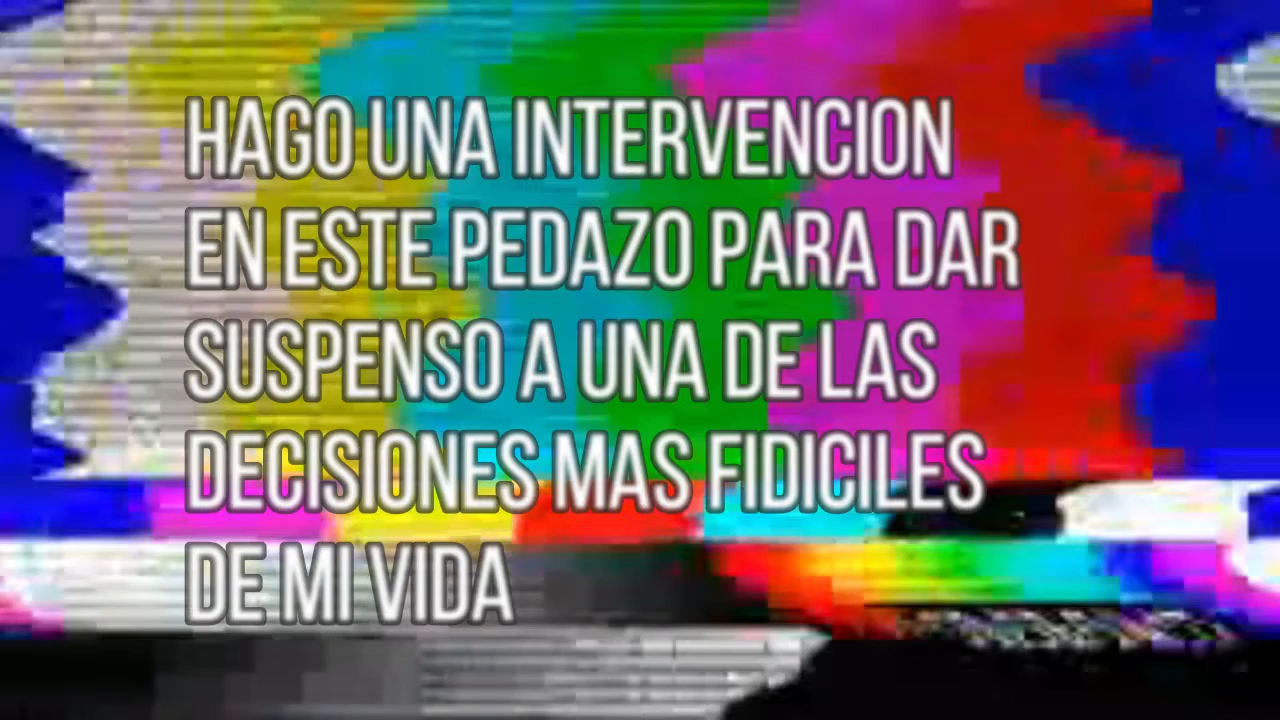 HAGO UNA INTERVENCION
EN ESTE PEDAZO PARA DAR
SUSPENSO A UNA DE LAS
DECISIONES MAS FIDICILES
DE MI VIDA